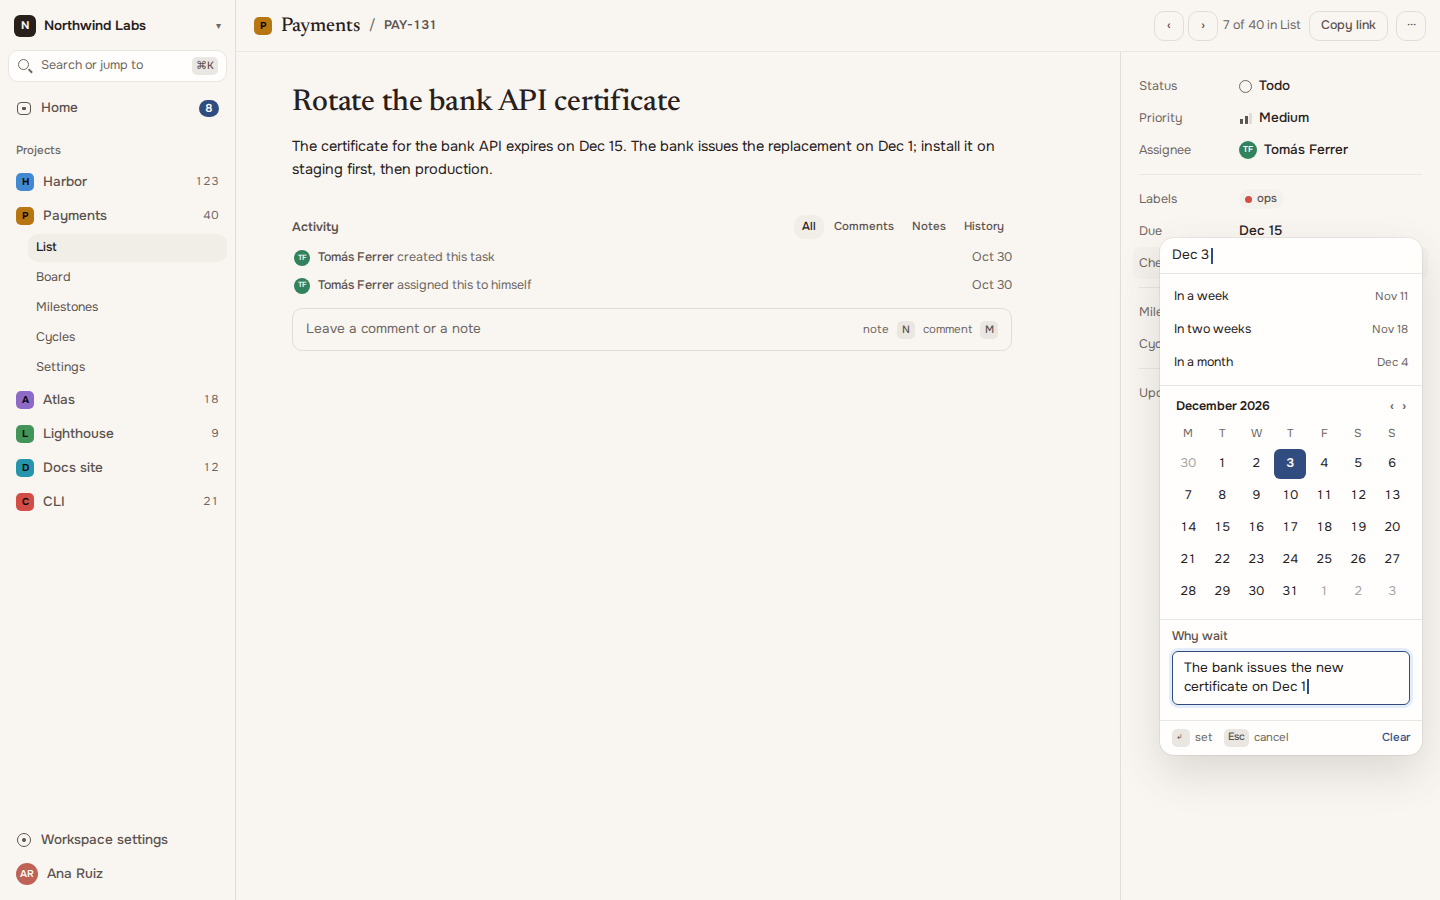 N Northwind Labs ▾
Search or jump to ⌘K
Home 8
Projects
H Harbor 123
P Payments 40
List
Board
Milestones
Cycles
Settings
A Atlas 18
L Lighthouse 9
D Docs site 12
C CLI 21
Workspace settings
AR Ana Ruiz
P Payments / PAY-131
‹ › 7 of 40 in List Copy link ...
Rotate the bank API certificate
The certificate for the bank API expires on Dec 15. The bank issues the replacement on Dec 1; install it on
staging first, then production.
Activity All Comments Notes History
TF Tomás Ferrer created this task Oct 30
TF Tomás Ferrer assigned this to himself Oct 30
Leave a comment or a note note N comment M
Status Todo
Priority Medium
Assignee TF Tomás Ferrer
Labels ops
Due Dec 15
Che
Mile
Cyc
Upd
Dec 3
In a week Nov 11
In two weeks Nov 18
In a month Dec 4
December 2026 ‹ ›
M T W T F S S
30 1 2 3 4 5 6
7 8 9 10 11 12 13
14 15 16 17 18 19 20
21 22 23 24 25 26 27
28 29 30 31 1 2 3
Why wait
The bank issues the new
certificate on Dec 1
↵ set Esc cancel Clear